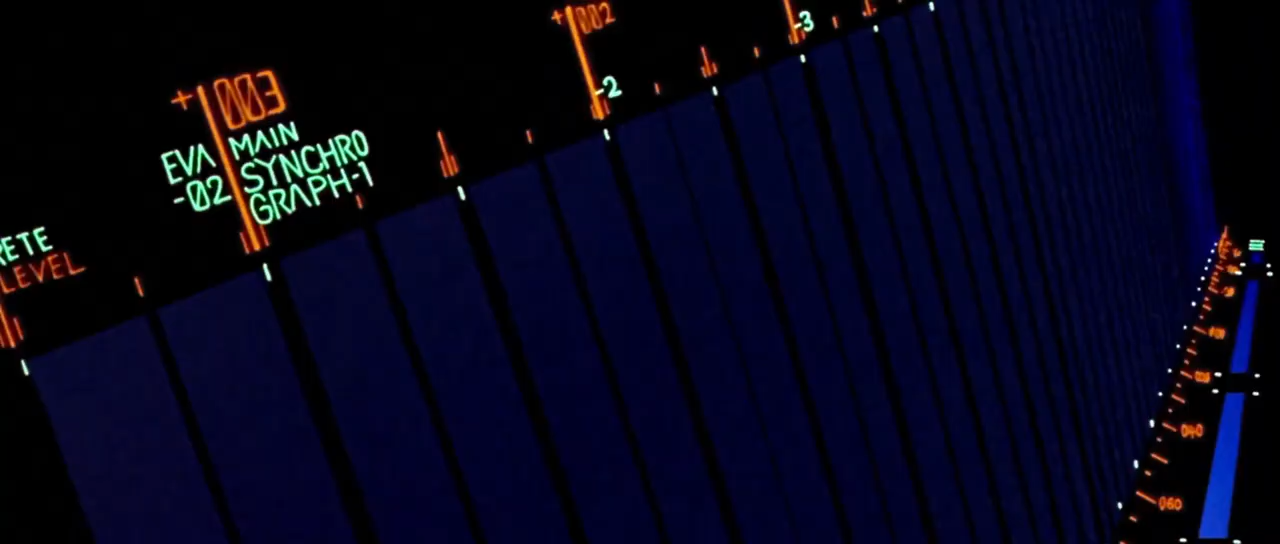 +002
-3
-2
+003
EVA MAIN
-02 SYNCHRO
GRAPH-1
RETE
LEVEL
040
060